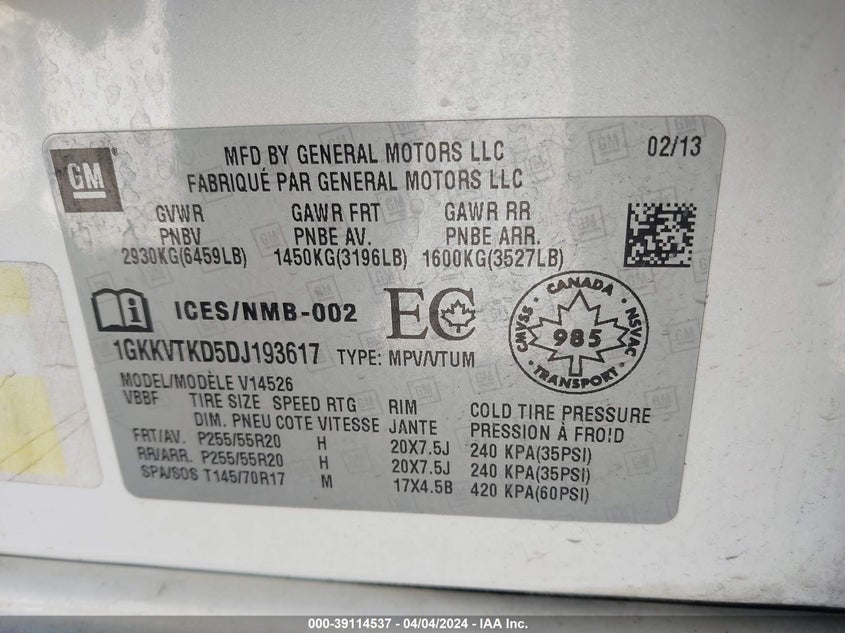 GM
MFD BY GENERAL MOTORS LLC 02/13
FABRIQUÉ PAR GENERAL MOTORS LLC
GVWR GAWR FRT GAWR RR
PNBV PNBE AV. PNBE ARR.
2930KG(6459LB) 1450KG(3196LB) 1600KG(3527LB)
i ICES/NMB-002 EC
CANADA
CMVSS 985 NSVAC
TRANSPORT
1GKKVTKD5DJ193617 TYPE: MPV/VTUM
MODEL/MODÈLE V14526
VBBF TIRE SIZE SPEED RTG RIM COLD TIRE PRESSURE
DIM. PNEU COTE VITESSE JANTE PRESSION À FROID
FRT/AV. P255/55R20 H 20X7.5J 240 KPA(35PSI)
RR/ARR. P255/55R20 H 20X7.5J 240 KPA(35PSI)
SPA/SOS T145/70R17 M 17X4.5B 420 KPA(60PSI)
000-39114537 - 04/04/2024 - IAA Inc.